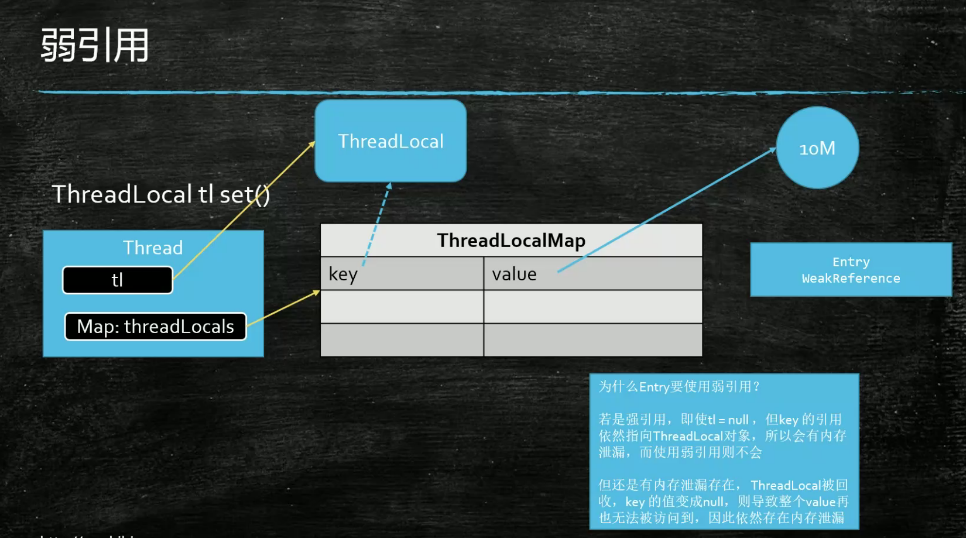 弱引用
ThreadLocal
10M
ThreadLocal tl set()
Thread
tl
Map: threadLocals
ThreadLocalMap
key value
Entry
WeakReference
为什么Entry要使用弱引用？
若是强引用，即使tl = null，但key 的引用
依然指向ThreadLocal对象，所以会有内存
泄漏，而使用弱引用则不会
但还是有内存泄漏存在，ThreadLocal被回
收，key 的值变成null，则导致整个value再
也无法被访问到，因此依然存在内存泄漏